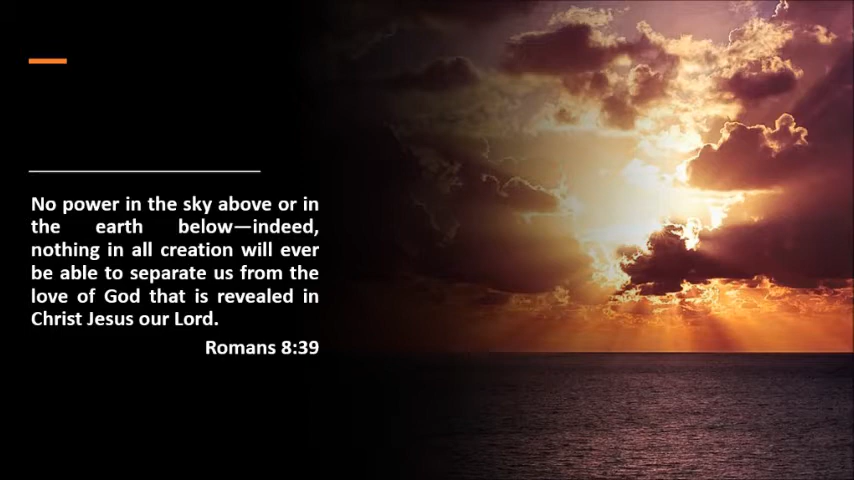 No power in the sky above or in
the earth below—indeed,
nothing in all creation will ever
be able to separate us from the
love of God that is revealed in
Christ Jesus our Lord.
Romans 8:39